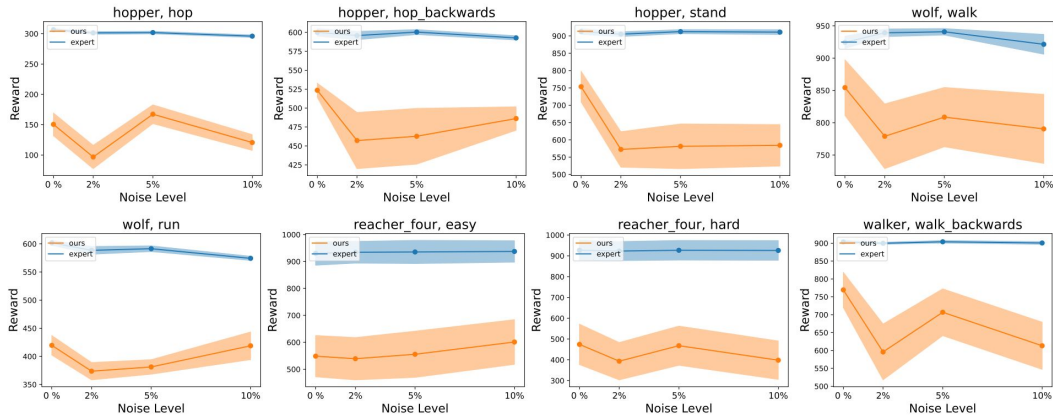 hopper, hop
300
250
200
150
100
Reward
ours
expert
0 %
2%
5%
10%
Noise Level
hopper, hop_backwards
600
575
550
525
500
475
450
425
Reward
ours
expert
0 %
2%
5%
10%
Noise Level
hopper, stand
900
850
800
750
700
650
600
550
500
Reward
ours
expert
0 %
2%
5%
10%
Noise Level
wolf, walk
950
900
850
800
750
Reward
ours
expert
0 %
2%
5%
10%
Noise Level
wolf, run
600
550
500
450
400
350
Reward
ours
expert
0 %
2%
5%
10%
Noise Level
reacher_four, easy
1000
900
800
700
600
500
Reward
ours
expert
0 %
2%
5%
10%
Noise Level
reacher_four, hard
1000
900
800
700
600
500
400
300
Reward
ours
expert
0 %
2%
5%
10%
Noise Level
walker, walk_backwards
900
850
800
750
700
650
600
550
500
Reward
ours
expert
0 %
2%
5%
10%
Noise Level